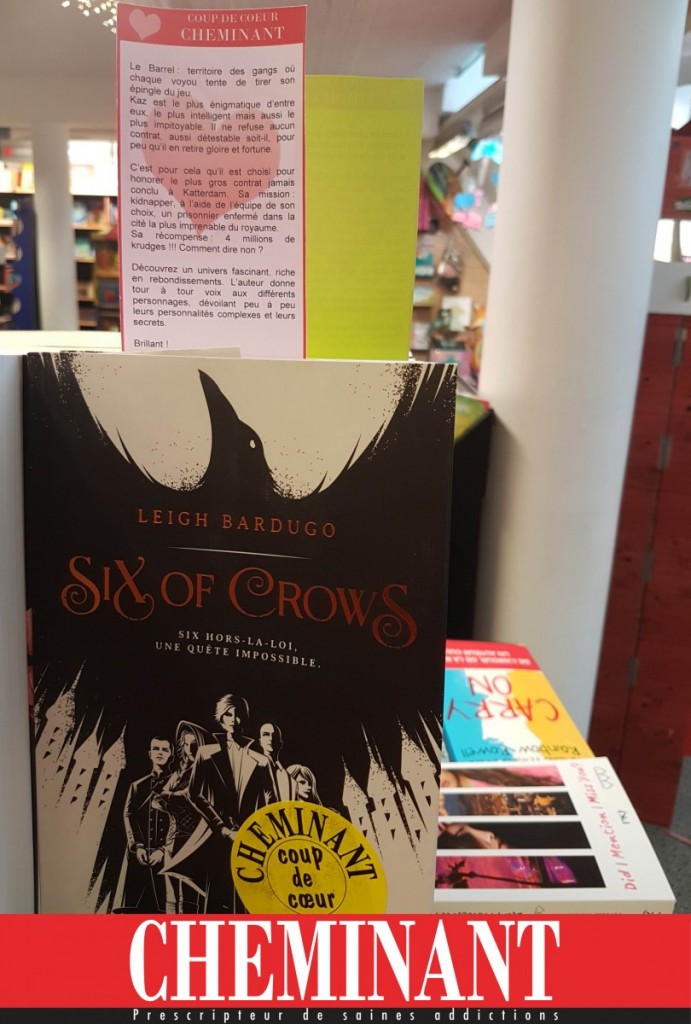 COUP DE COEUR
CHEMINANT
Le Barrel : territoire des gangs où
chaque voyou tente de tirer son
épingle du jeu.
Kaz est le plus énigmatique d'entre
eux, le plus intelligent mais aussi le
plus impitoyable. Il ne refuse aucun
contrat, aussi détestable soit-il, pour
peu qu'il en retire gloire et fortune.
C'est pour cela qu'il est choisi pour
honorer le plus gros contrat jamais
conclu à Katterdam. Sa mission :
kidnapper, à l'aide de l'équipe de son
choix, un prisonnier enfermé dans la
cité la plus imprenable du royaume.
Sa récompense : 4 millions de
krudges !!! Comment dire non ?
Découvrez un univers fascinant, riche
en rebondissements. L'auteur donne
tour à tour voix aux différents
personnages, dévoilant peu à peu
leurs personnalités complexes et leurs
secrets.
Brillant !
LEIGH BARDUGO
SIX OF CROWS
SIX HORS-LA-LOI,
UNE QUÊTE IMPOSSIBLE.
CHEMINANT
coup
de
cœur
CARRY
ON
Rainbow Rowell
Did I Mention I Miss You?
CHEMINANT
Prescripteur de saines addictions